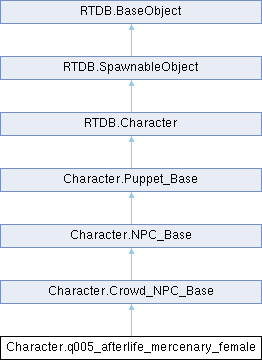 RTDB.BaseObject
RTDB.SpawnableObject
RTDB.Character
Character.Puppet_Base
Character.NPC_Base
Character.Crowd_NPC_Base
Character.q005_afterlife_mercenary_female